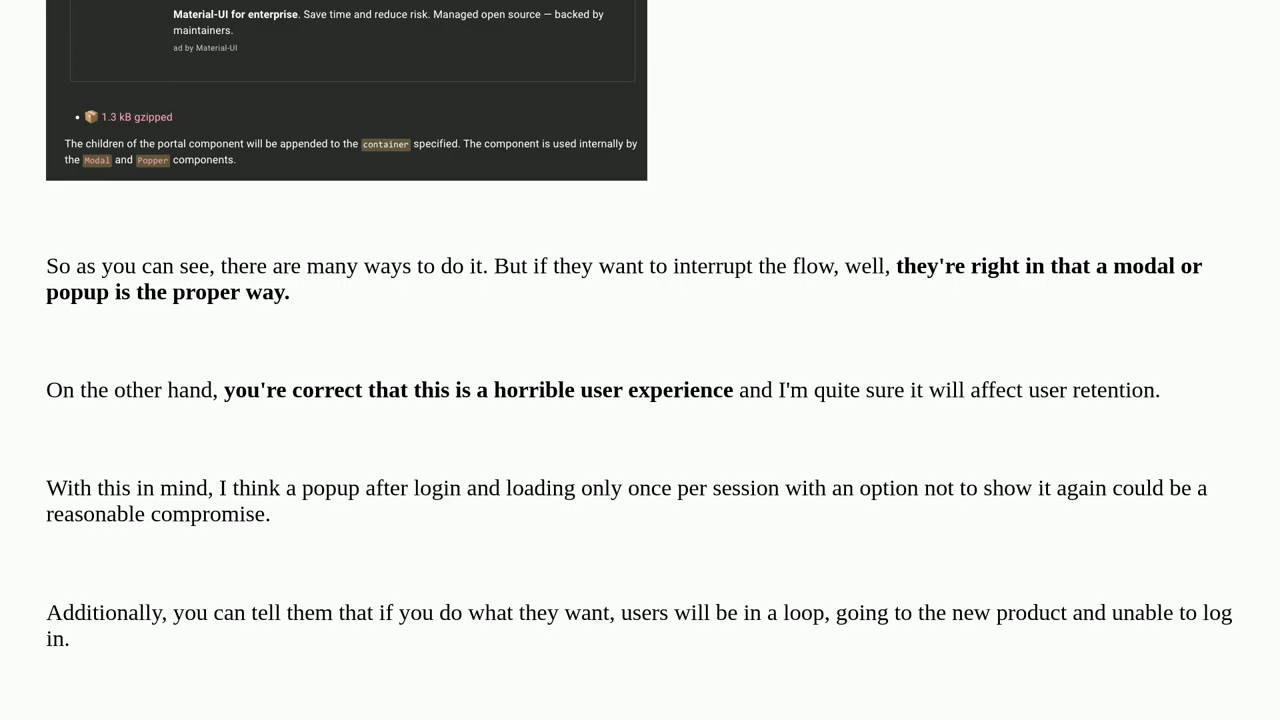 Material-UI for enterprise. Save time and reduce risk. Managed open source — backed by
maintainers.
ad by Material-UI
• 📦 1.3 kB gzipped
The children of the portal component will be appended to the container specified. The component is used internally by
the Modal and Popper components.
So as you can see, there are many ways to do it. But if they want to interrupt the flow, well, they're right in that a modal or
popup is the proper way.
On the other hand, you're correct that this is a horrible user experience and I'm quite sure it will affect user retention.
With this in mind, I think a popup after login and loading only once per session with an option not to show it again could be a
reasonable compromise.
Additionally, you can tell them that if you do what they want, users will be in a loop, going to the new product and unable to log
in.